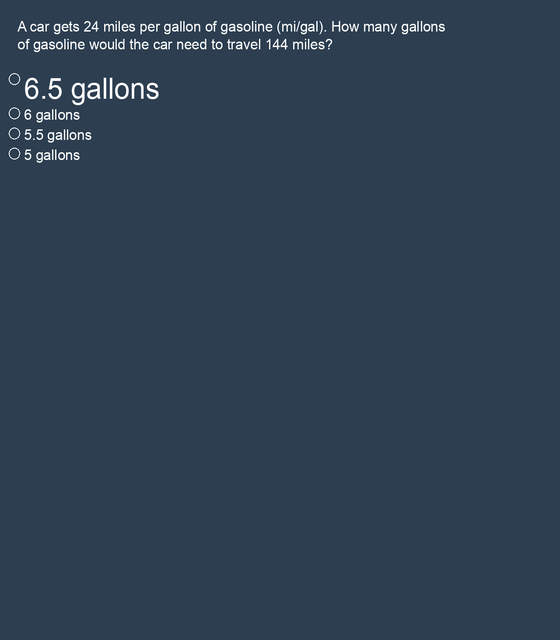 A car gets 24 miles per gallon of gasoline (mi/gal). How many gallons
of gasoline would the car need to travel 144 miles?
6.5 gallons
6 gallons
5.5 gallons
5 gallons